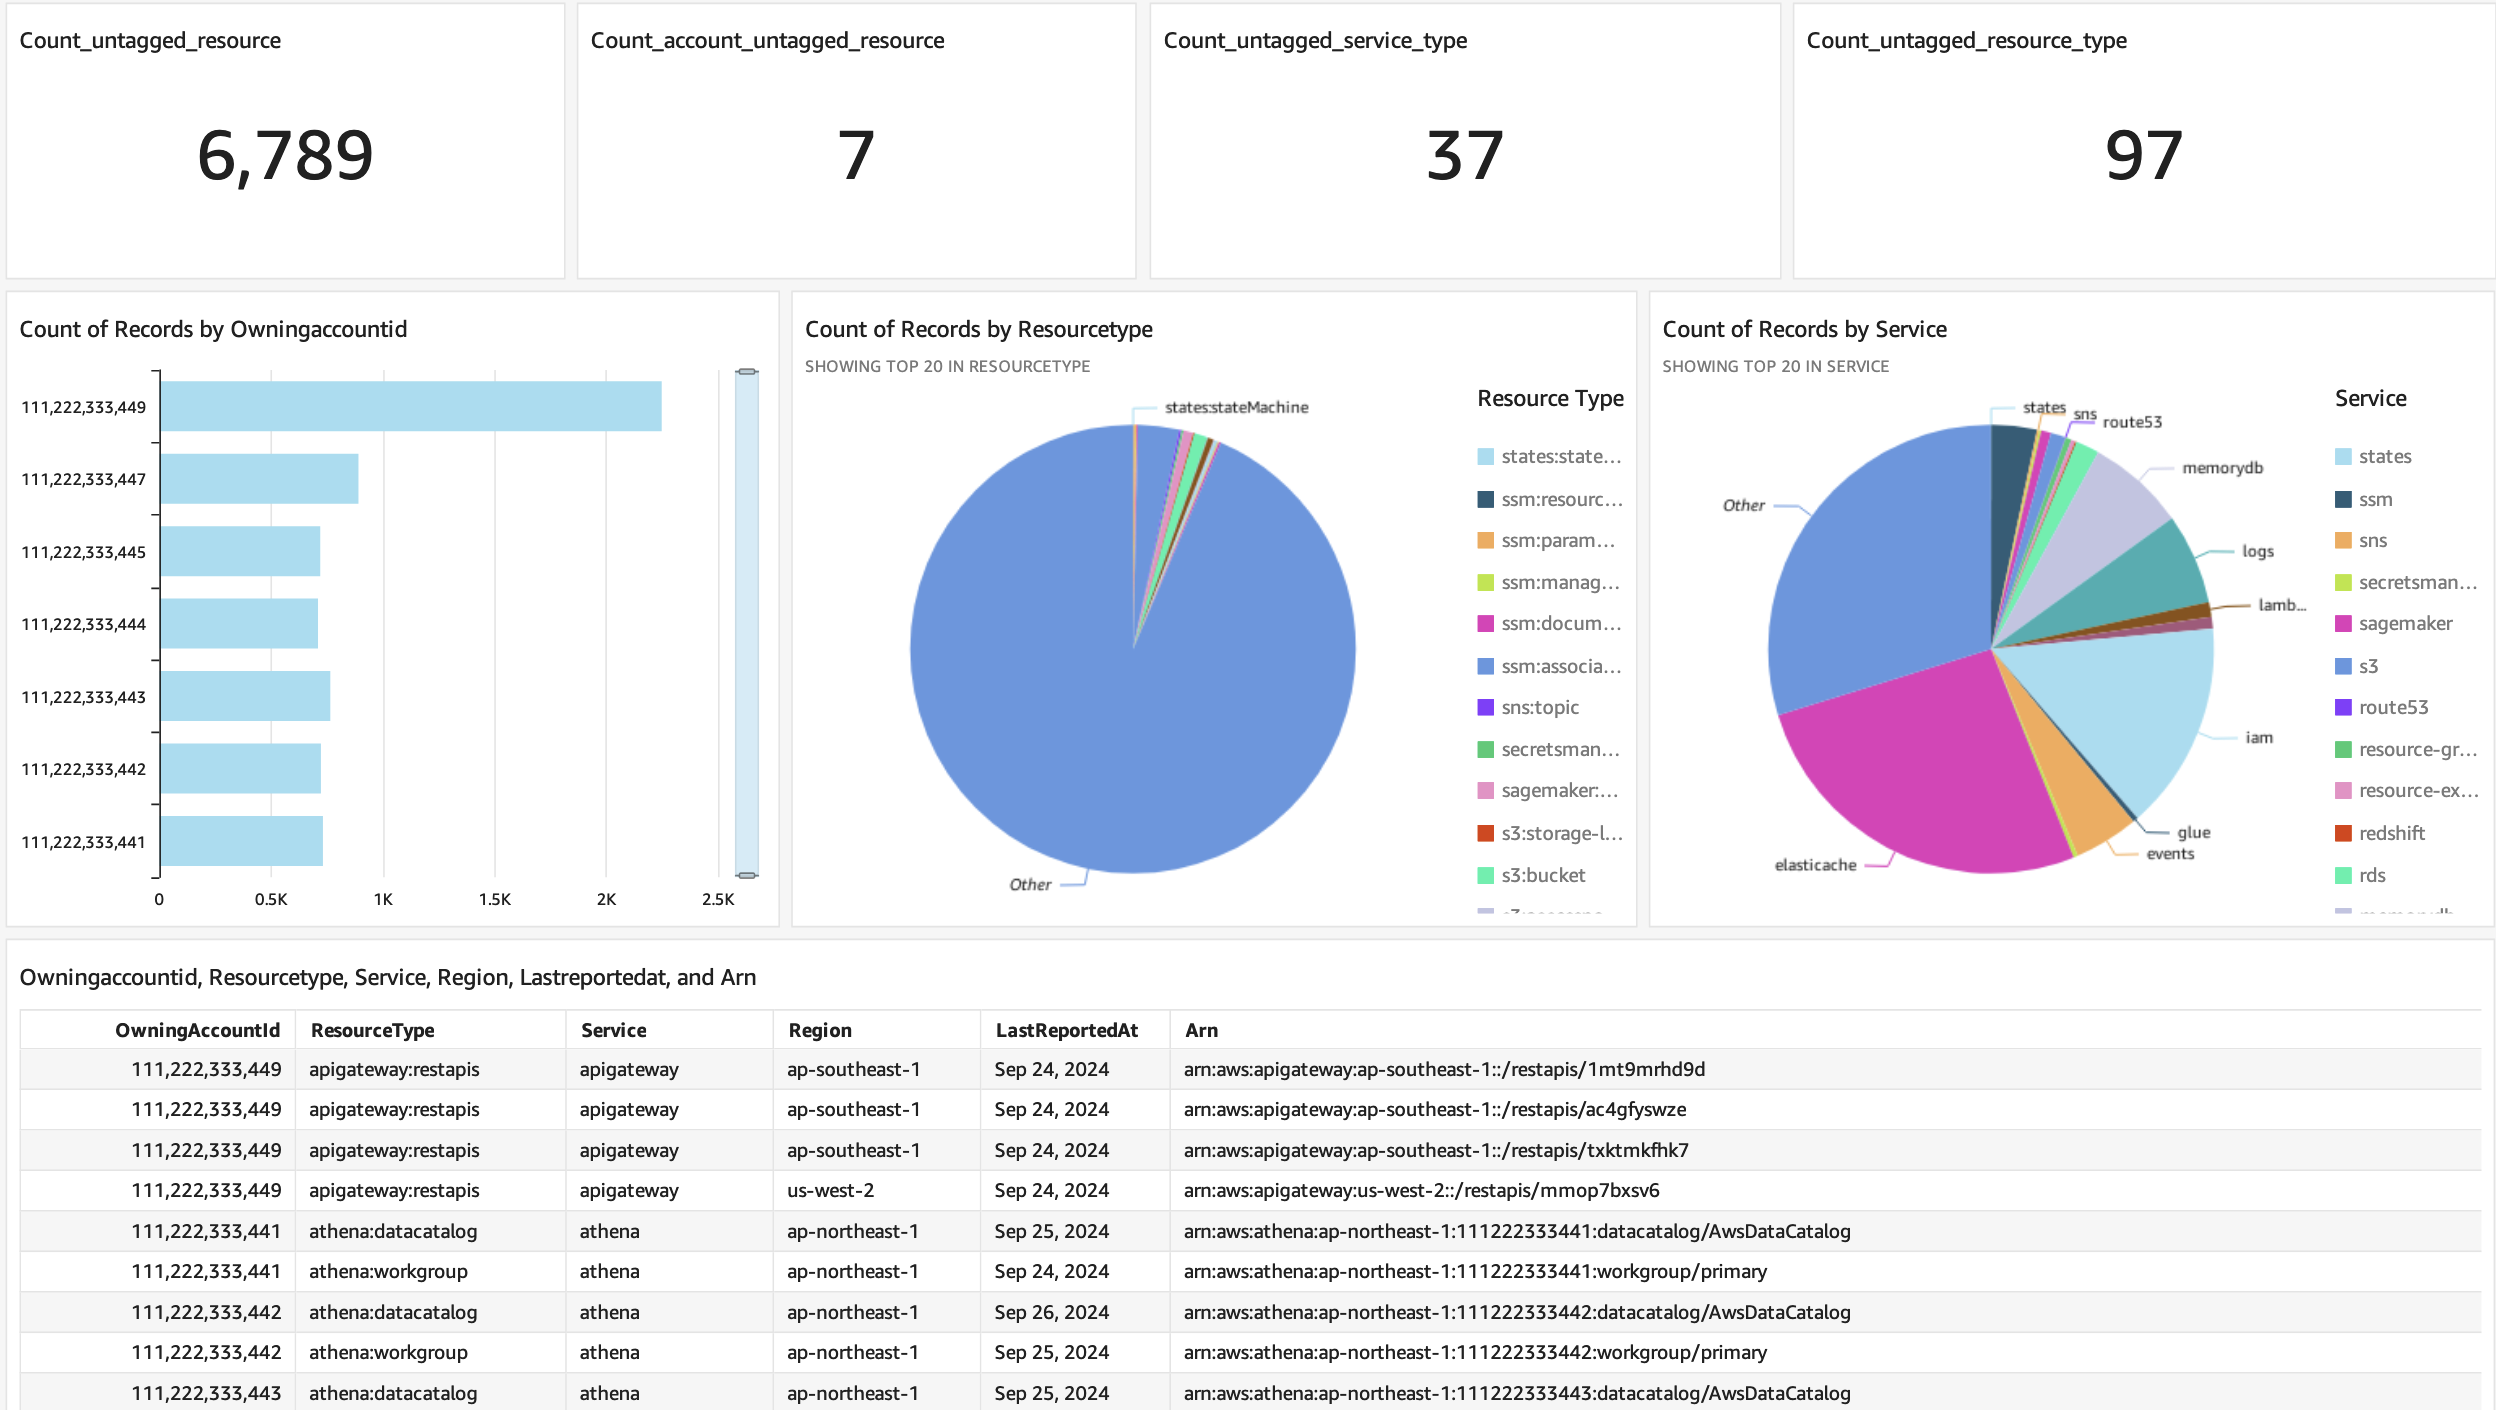 Count_untagged_resource
6,789
Count_account_untagged_resource
7
Count_untagged_service_type
37
Count_untagged_resource_type
97
Count of Records by Owningaccountid
111,222,333,449
111,222,333,447
111,222,333,445
111,222,333,444
111,222,333,443
111,222,333,442
111,222,333,441
0 0.5K 1K 1.5K 2K 2.5K
Count of Records by Resourcetype
SHOWING TOP 20 IN RESOURCETYPE
states:stateMachine
Other
Resource Type
states:state...
ssm:resourc...
ssm:param...
ssm:manag...
ssm:docum...
ssm:associa...
sns:topic
secretsman...
sagemaker:...
s3:storage-l...
s3:bucket
Count of Records by Service
SHOWING TOP 20 IN SERVICE
states
sns
route53
memorydb
logs
lamb...
iam
glue
events
elasticache
Other
Service
states
ssm
sns
secretsman...
sagemaker
s3
route53
resource-gr...
resource-ex...
redshift
rds
Owningaccountid, Resourcetype, Service, Region, Lastreportedat, and Arn
OwningAccountId ResourceType Service Region LastReportedAt Arn
111,222,333,449 apigateway:restapis apigateway ap-southeast-1 Sep 24, 2024 arn:aws:apigateway:ap-southeast-1::/restapis/1mt9mrhd9d
111,222,333,449 apigateway:restapis apigateway ap-southeast-1 Sep 24, 2024 arn:aws:apigateway:ap-southeast-1::/restapis/ac4gfyswze
111,222,333,449 apigateway:restapis apigateway ap-southeast-1 Sep 24, 2024 arn:aws:apigateway:ap-southeast-1::/restapis/txktmkfhk7
111,222,333,449 apigateway:restapis apigateway us-west-2 Sep 24, 2024 arn:aws:apigateway:us-west-2::/restapis/mmop7bxsv6
111,222,333,441 athena:datacatalog athena ap-northeast-1 Sep 25, 2024 arn:aws:athena:ap-northeast-1:111222333441:datacatalog/AwsDataCatalog
111,222,333,441 athena:workgroup athena ap-northeast-1 Sep 24, 2024 arn:aws:athena:ap-northeast-1:111222333441:workgroup/primary
111,222,333,442 athena:datacatalog athena ap-northeast-1 Sep 26, 2024 arn:aws:athena:ap-northeast-1:111222333442:datacatalog/AwsDataCatalog
111,222,333,442 athena:workgroup athena ap-northeast-1 Sep 25, 2024 arn:aws:athena:ap-northeast-1:111222333442:workgroup/primary
111,222,333,443 athena:datacatalog athena ap-northeast-1 Sep 25, 2024 arn:aws:athena:ap-northeast-1:111222333443:datacatalog/AwsDataCatalog